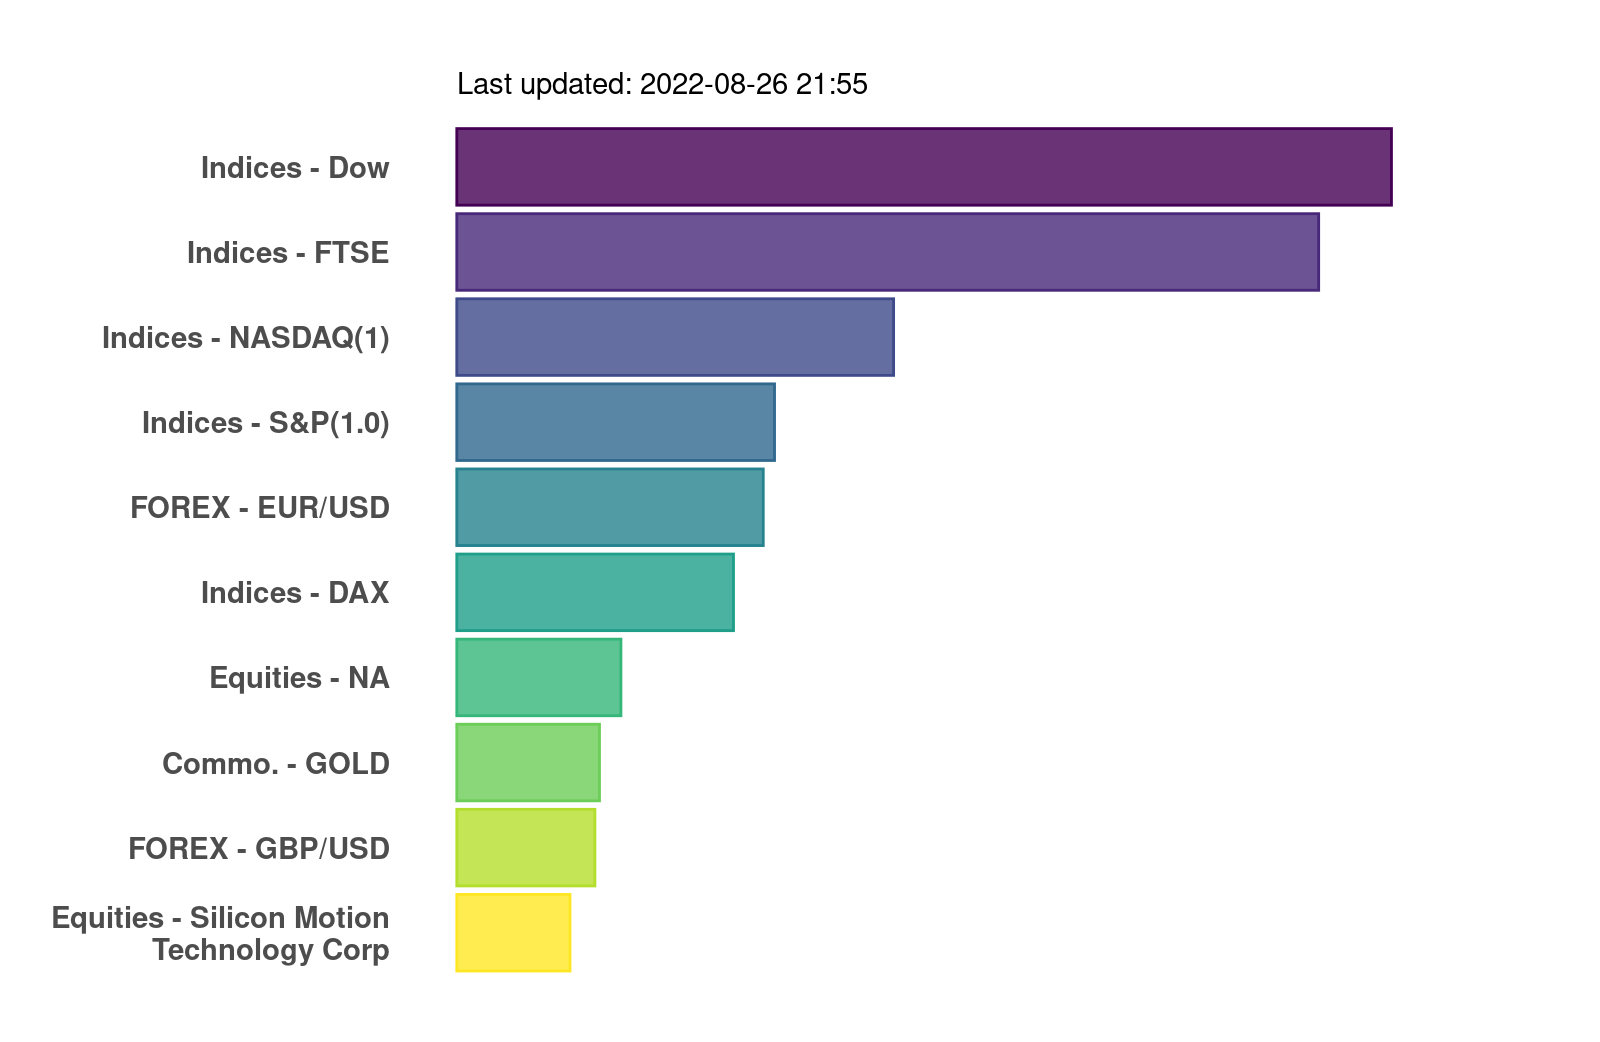 Last updated: 2022-08-26 21:55
Indices - Dow
Indices - FTSE
Indices - NASDAQ(1)
Indices - S&P(1.0)
FOREX - EUR/USD
Indices - DAX
Equities - NA
Commo. - GOLD
FOREX - GBP/USD
Equities - Silicon Motion
Technology Corp